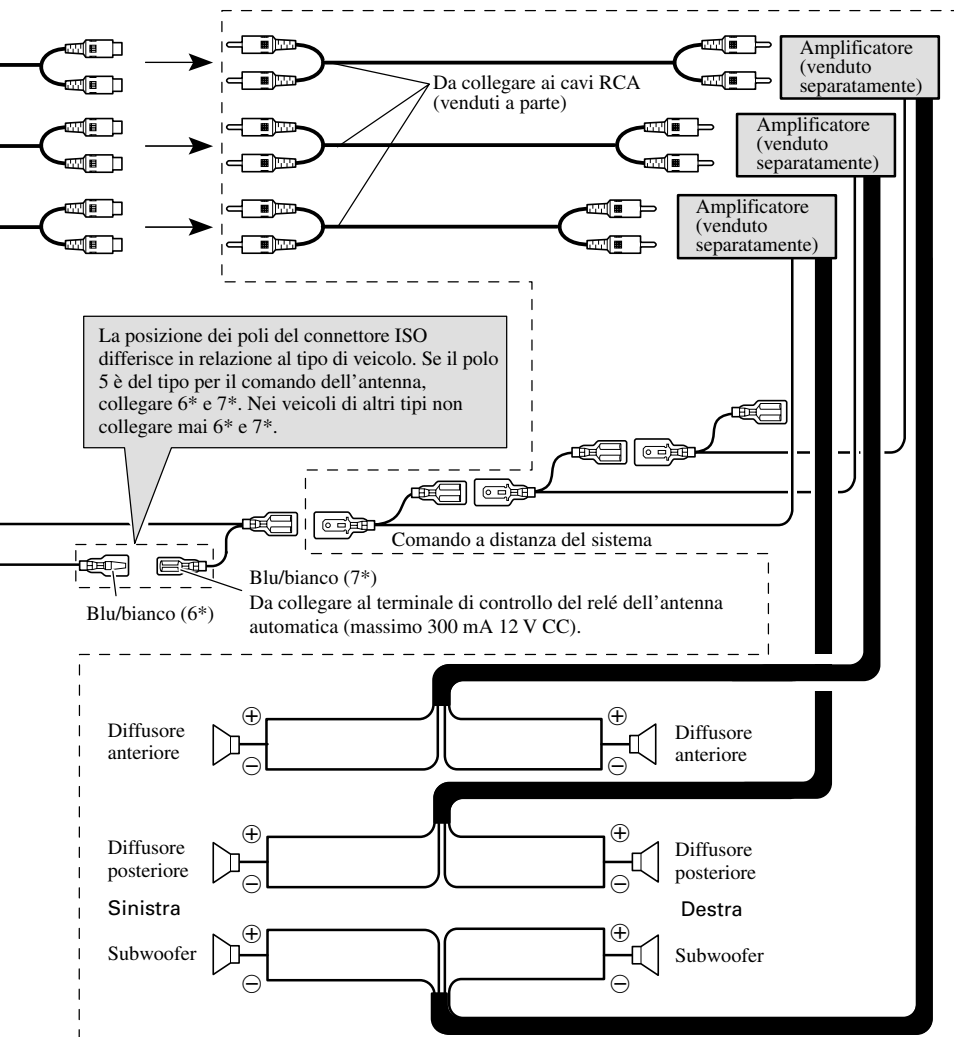 Amplificatore
(venduto
separatamente)
Da collegare ai cavi RCA
(venduti a parte)
Amplificatore
(venduto
separatamente)
Amplificatore
(venduto
separatamente)
La posizione dei poli del connettore ISO
differisce in relazione al tipo di veicolo. Se il polo
5 è del tipo per il comando dell'antenna,
collegare 6* e 7*. Nei veicoli di altri tipi non
collegare mai 6* e 7*.
Comando a distanza del sistema
Blu/bianco (7*)
Da collegare al terminale di controllo del relé dell'antenna
automatica (massimo 300 mA 12 V CC).
Blu/bianco (6*)
⊕
⊕
Diffusore
anteriore
Diffusore
anteriore
⊖
⊖
⊕
⊕
Diffusore
posteriore
Diffusore
posteriore
⊖
⊖
Sinistra
Destra
⊕
⊕
Subwoofer
Subwoofer
⊖
⊖